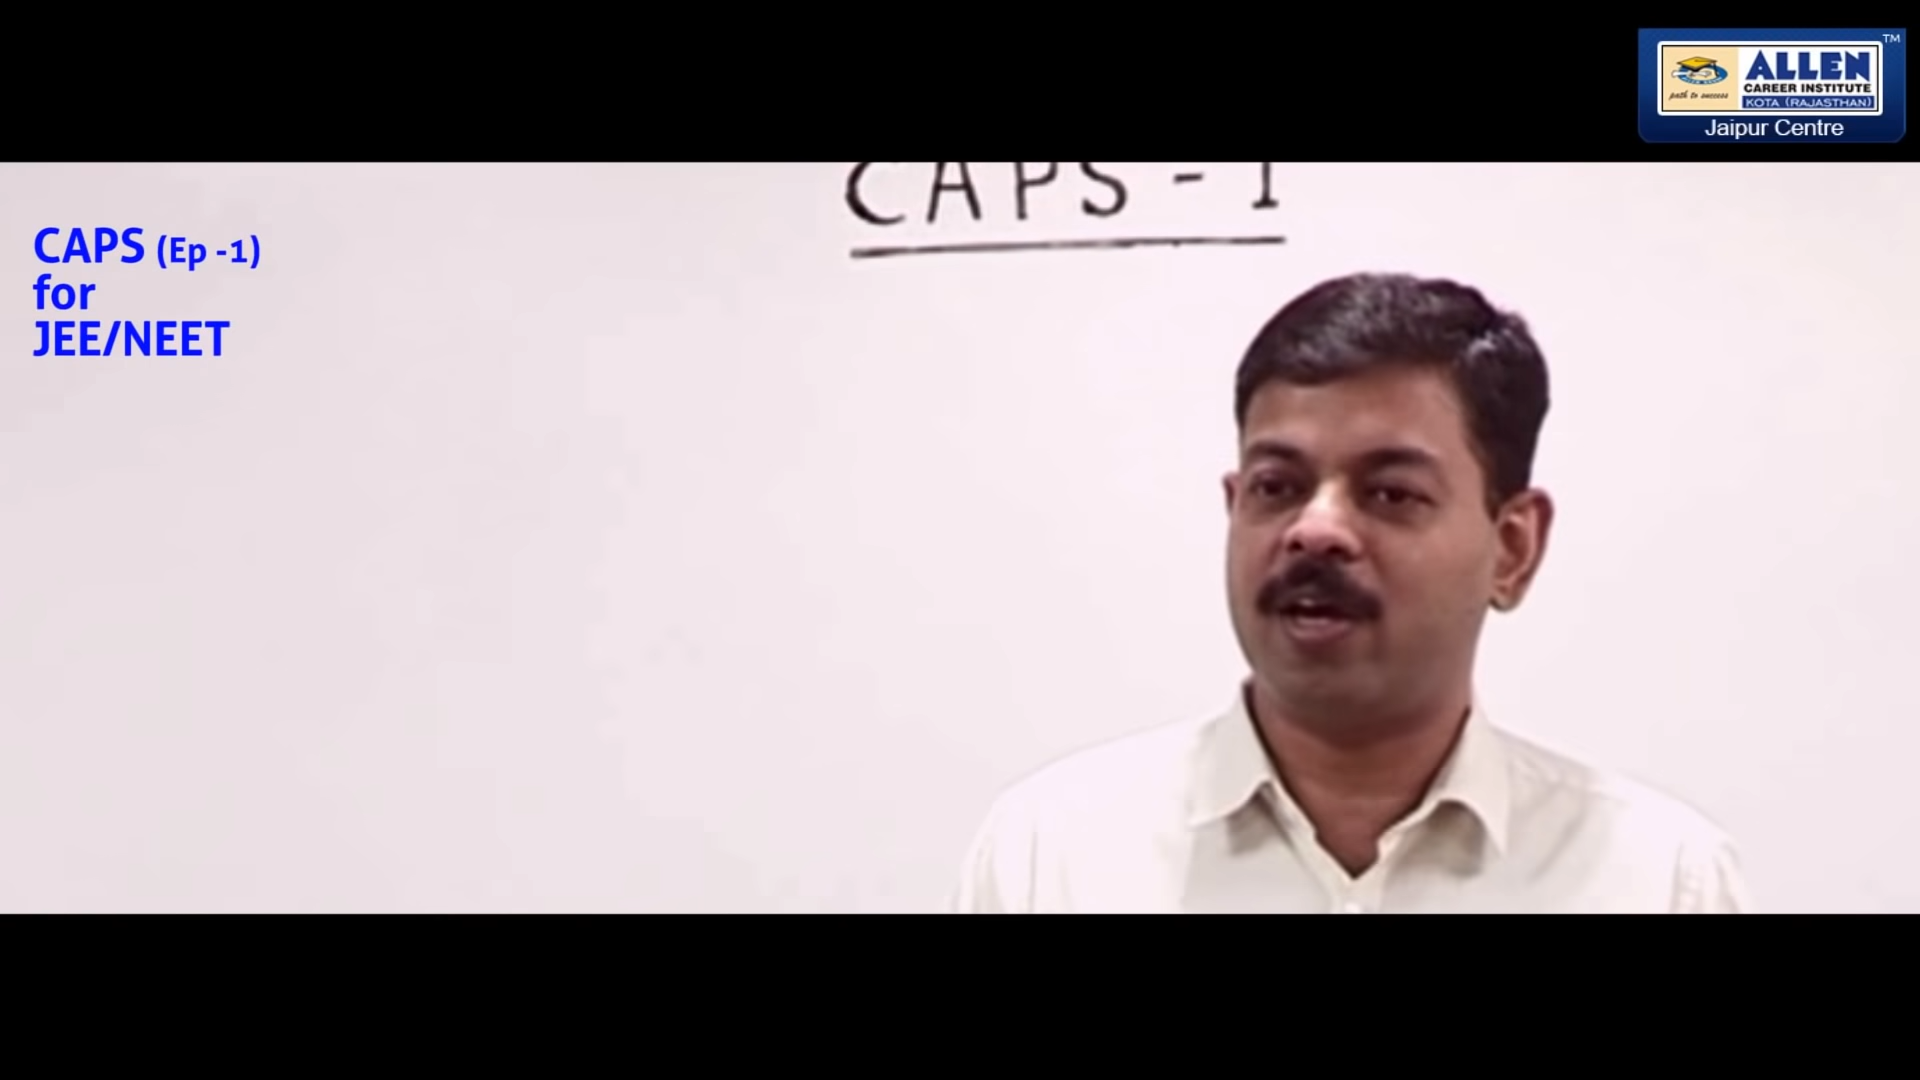 TM
ALLEN
path to success
CAREER INSTITUTE
KOTA (RAJASTHAN)
Jaipur Centre
CAPS - 1
CAPS (Ep -1)
for
JEE/NEET